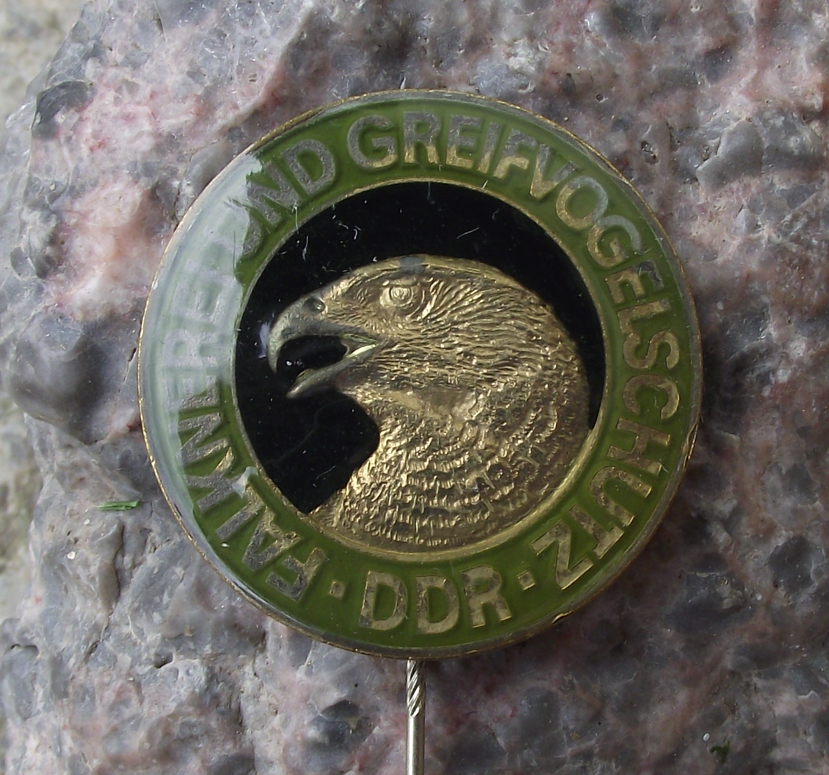 FALKNEREI UND GREIFVOGELSCHUTZ
· DDR ·